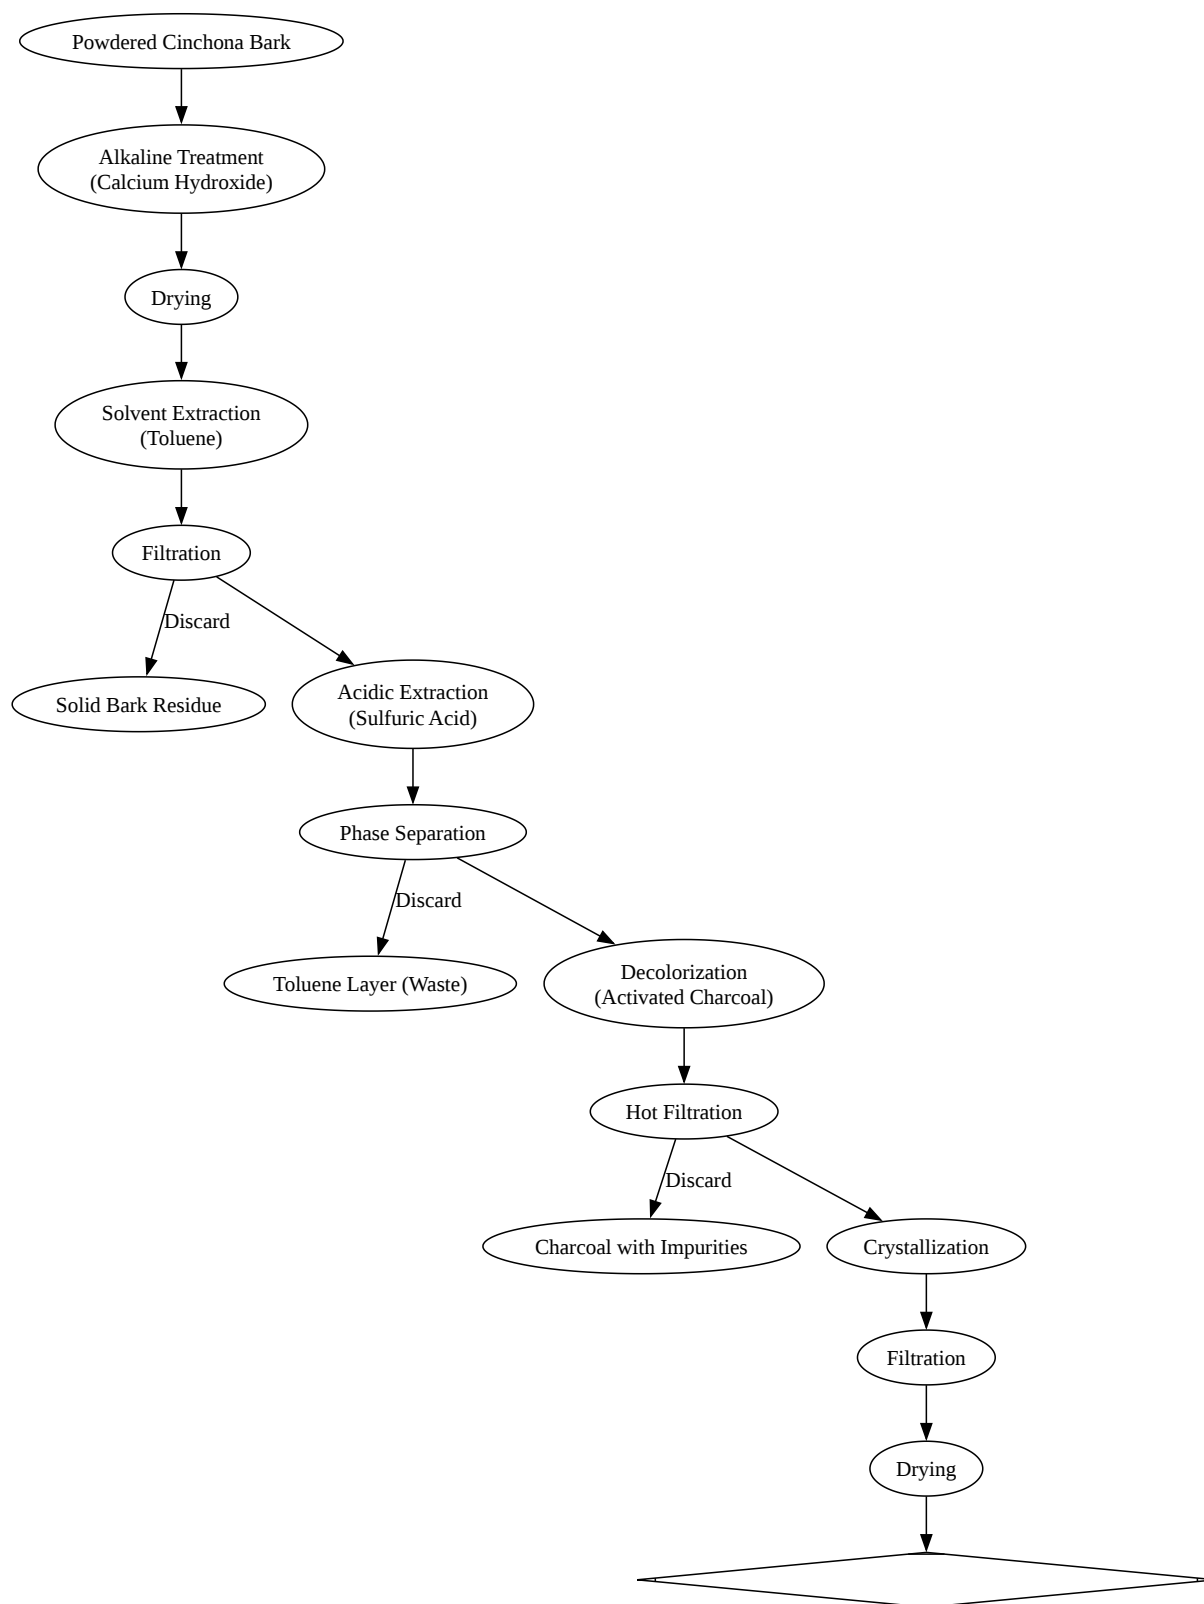 Powdered Cinchona Bark
Alkaline Treatment
(Calcium Hydroxide)
Drying
Solvent Extraction
(Toluene)
Filtration
Discard
Solid Bark Residue
Acidic Extraction
(Sulfuric Acid)
Phase Separation
Discard
Toluene Layer (Waste)
Decolorization
(Activated Charcoal)
Hot Filtration
Discard
Charcoal with Impurities
Crystallization
Filtration
Drying